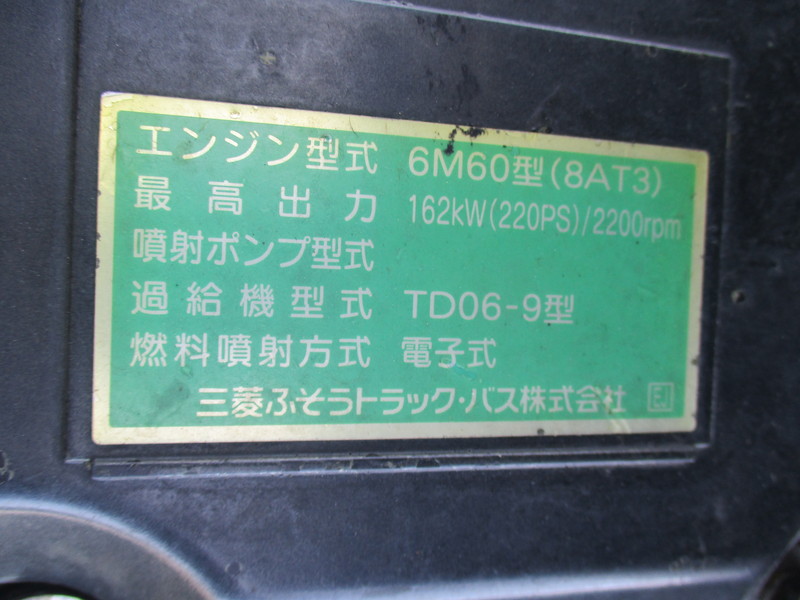 エンジン型式 6M60型(8AT3)
最高出力 162kW(220PS)/2200rpm
噴射ポンプ型式
過給機型式 TD06-9型
燃料噴射方式 電子式
三菱ふそうトラック・バス株式会社 EJ